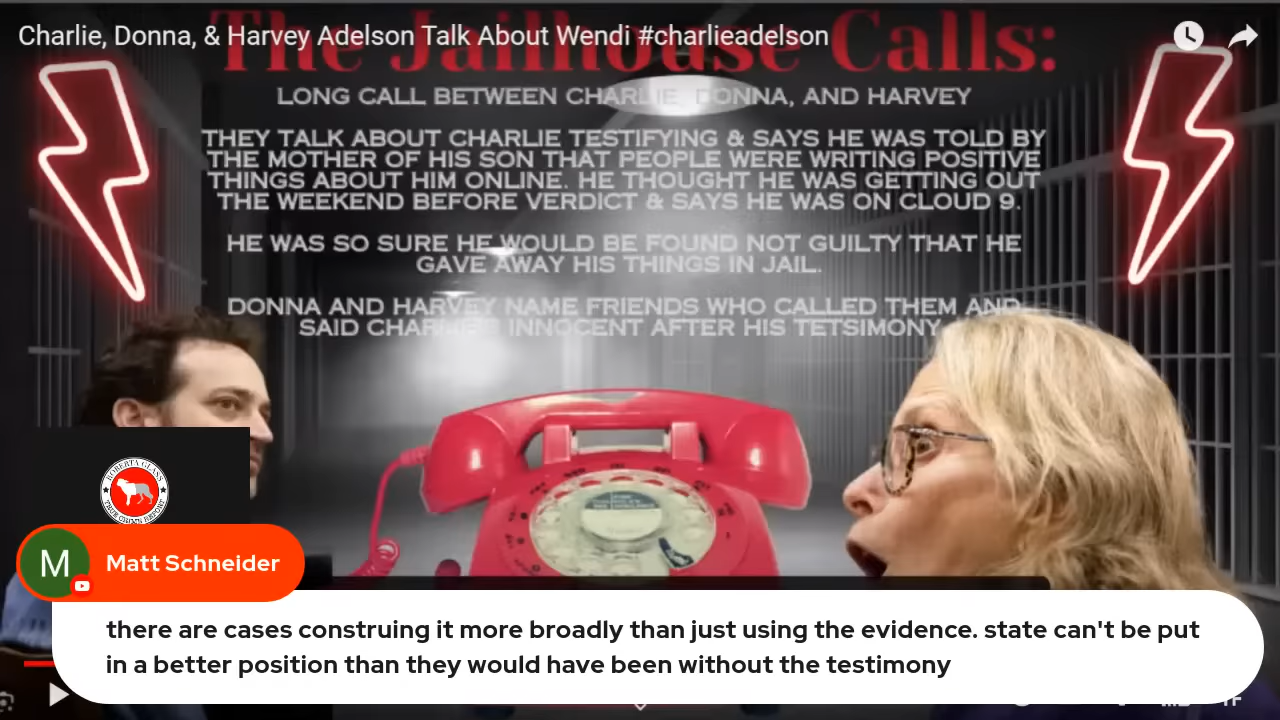 Charlie, Donna, & Harvey Adelson Talk About Wendi #charlieadelson
The Jailhouse Calls:
LONG CALL BETWEEN CHARLIE, DONNA, AND HARVEY
THEY TALK ABOUT CHARLIE TESTIFYING & SAYS HE WAS TOLD BY
THE MOTHER OF HIS SON THAT PEOPLE WERE WRITING POSITIVE
THINGS ABOUT HIM ONLINE. HE THOUGHT HE WAS GETTING OUT
THE WEEKEND BEFORE VERDICT & SAYS HE WAS ON CLOUD 9.
HE WAS SO SURE HE WOULD BE FOUND NOT GUILTY THAT HE
GAVE AWAY HIS THINGS IN JAIL.
DONNA AND HARVEY NAME FRIENDS WHO CALLED THEM AND
SAID CHARLIE'S INNOCENT AFTER HIS TETSIMONY.
ROBERTA GLASS
M
Matt Schneider
there are cases construing it more broadly than just using the evidence. state can't be put
in a better position than they would have been without the testimony